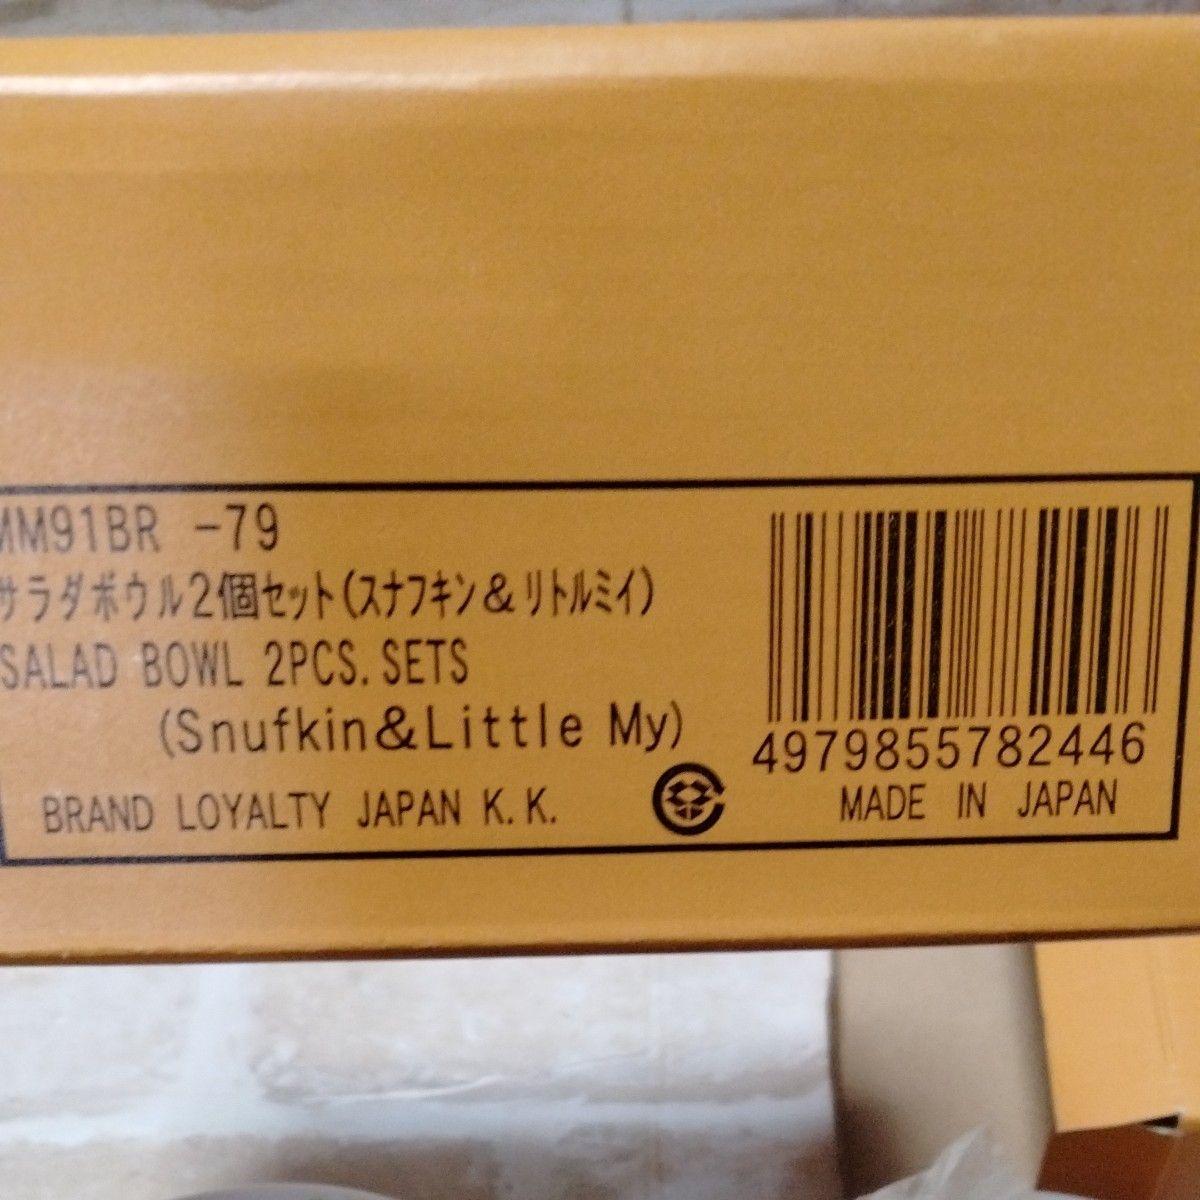 MM91BR -79
サラダボウル2個セット(スナフキン&リトルミイ)
SALAD BOWL 2PCS. SETS
(Snufkin&Little My)
BRAND LOYALTY JAPAN K.K.
4979855782446
MADE IN JAPAN